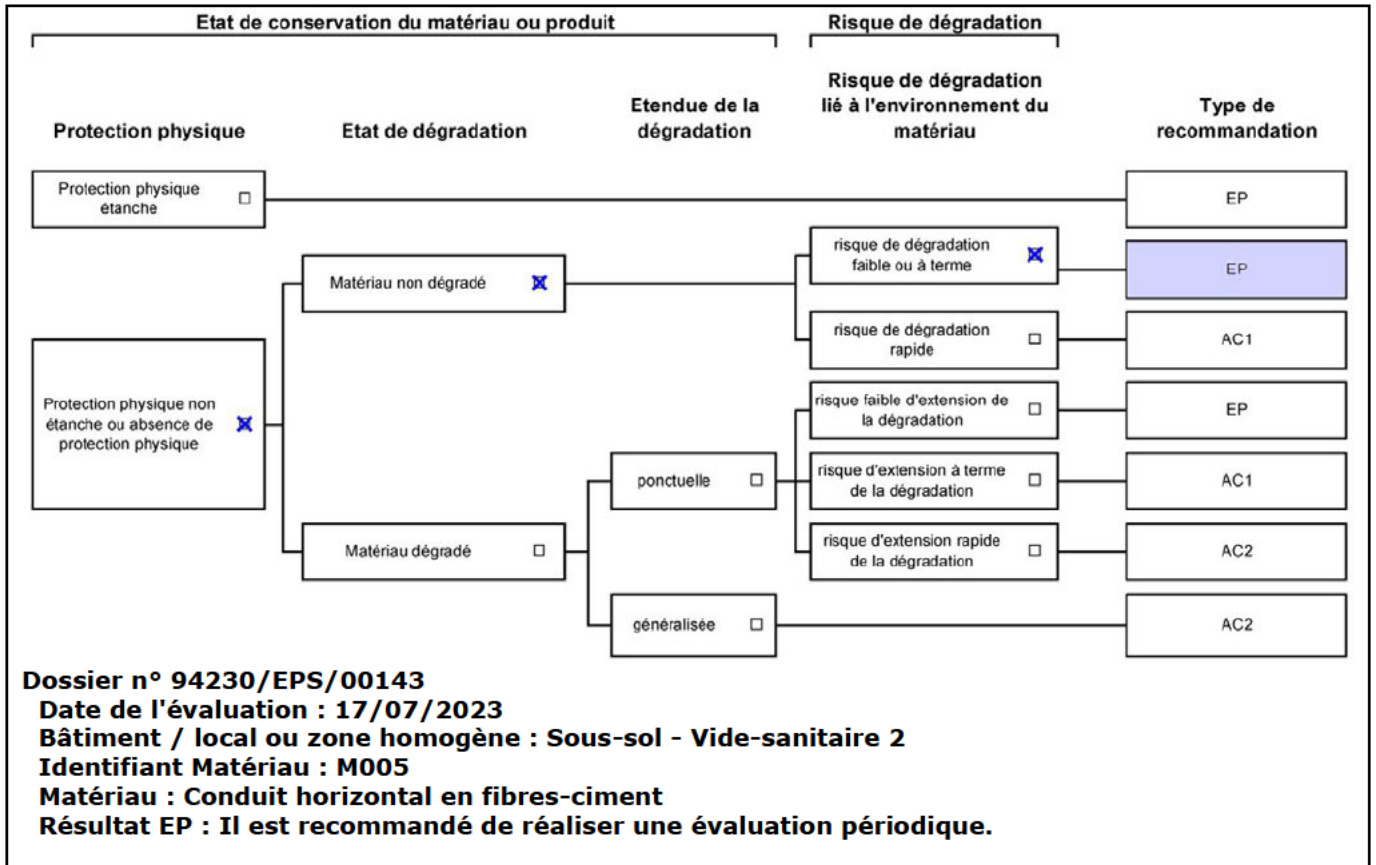 Etat de conservation du matériau ou produit
Risque de dégradation
Protection physique
Etat de dégradation
Etendue de la
dégradation
Risque de dégradation
lié à l'environnement du
matériau
Type de
recommandation
Protection physique
étanche
EP
Matériau non dégradé
risque de dégradation
faible ou à terme
EP
risque de dégradation
rapide
AC1
Protection physique non
étanche ou absence de
protection physique
risque faible d'extension de
la dégradation
EP
ponctuelle
risque d'extension à terme
de la dégradation
AC1
Matériau dégradé
risque d'extension rapide
de la dégradation
AC2
généralisée
AC2
Dossier n° 94230/EPS/00143
Date de l'évaluation : 17/07/2023
Bâtiment / local ou zone homogène : Sous-sol - Vide-sanitaire 2
Identifiant Matériau : M005
Matériau : Conduit horizontal en fibres-ciment
Résultat EP : Il est recommandé de réaliser une évaluation périodique.